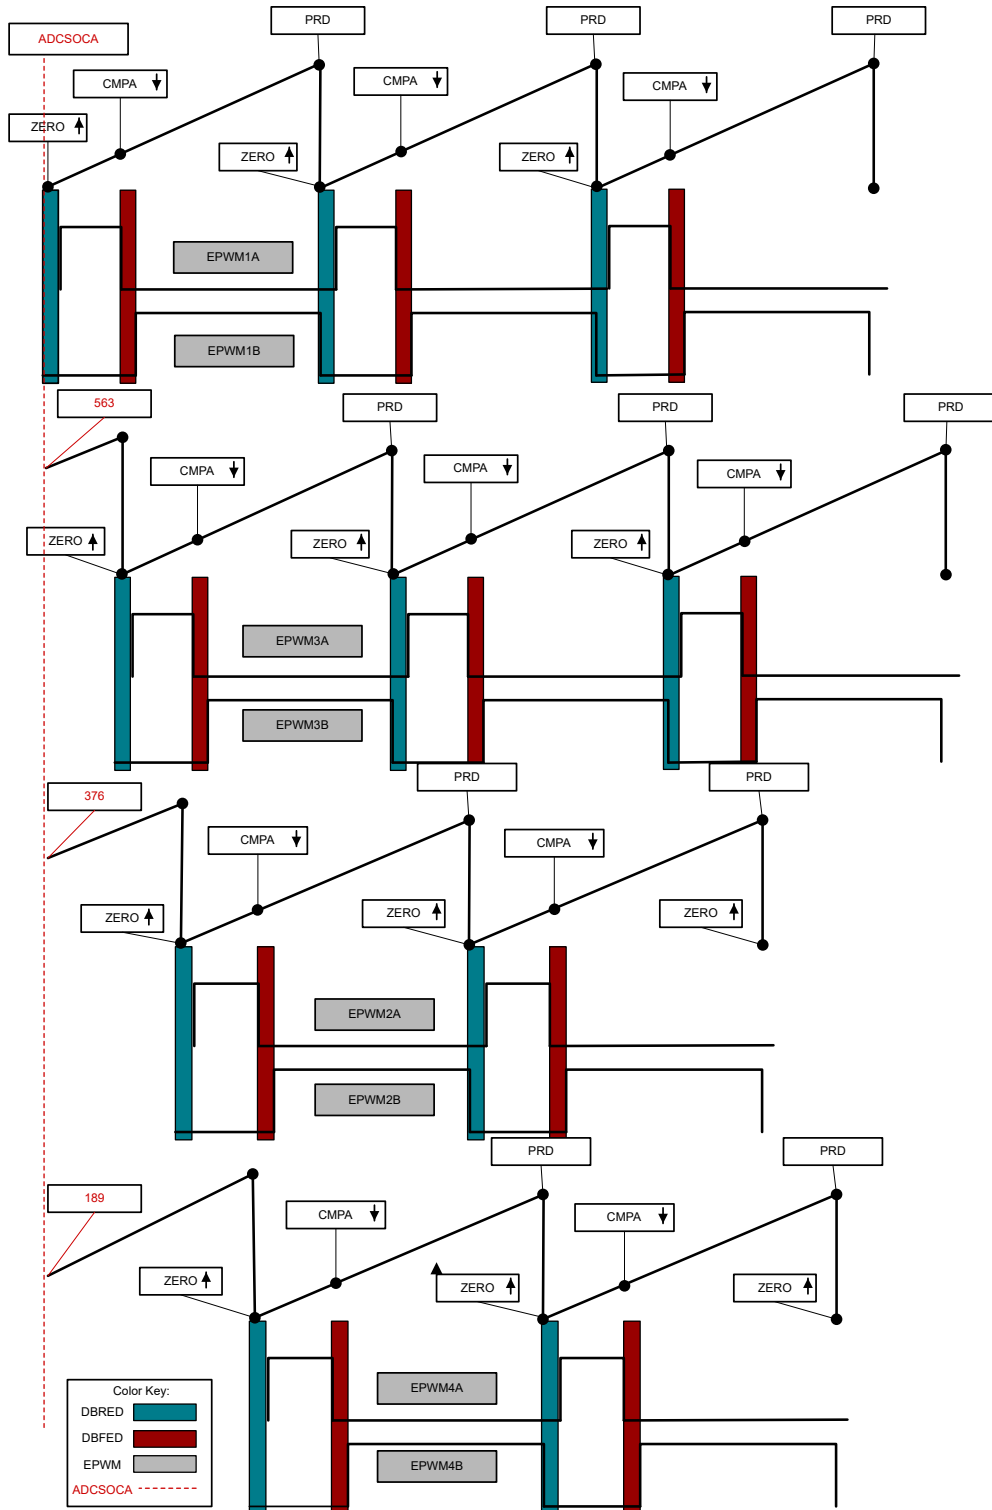 PRD
PRD
PRD
ADCSOCA
CMPA
CMPA
CMPA
ZERO
ZERO
ZERO
EPWM1A
EPWM1B
563
PRD
PRD
PRD
CMPA
CMPA
CMPA
ZERO
ZERO
ZERO
EPWM3A
EPWM3B
376
PRD
PRD
CMPA
CMPA
ZERO
ZERO
ZERO
EPWM2A
EPWM2B
189
PRD
PRD
CMPA
CMPA
ZERO
ZERO
ZERO
EPWM4A
EPWM4B
Color Key:
DBRED
DBFED
EPWM
ADCSOCA